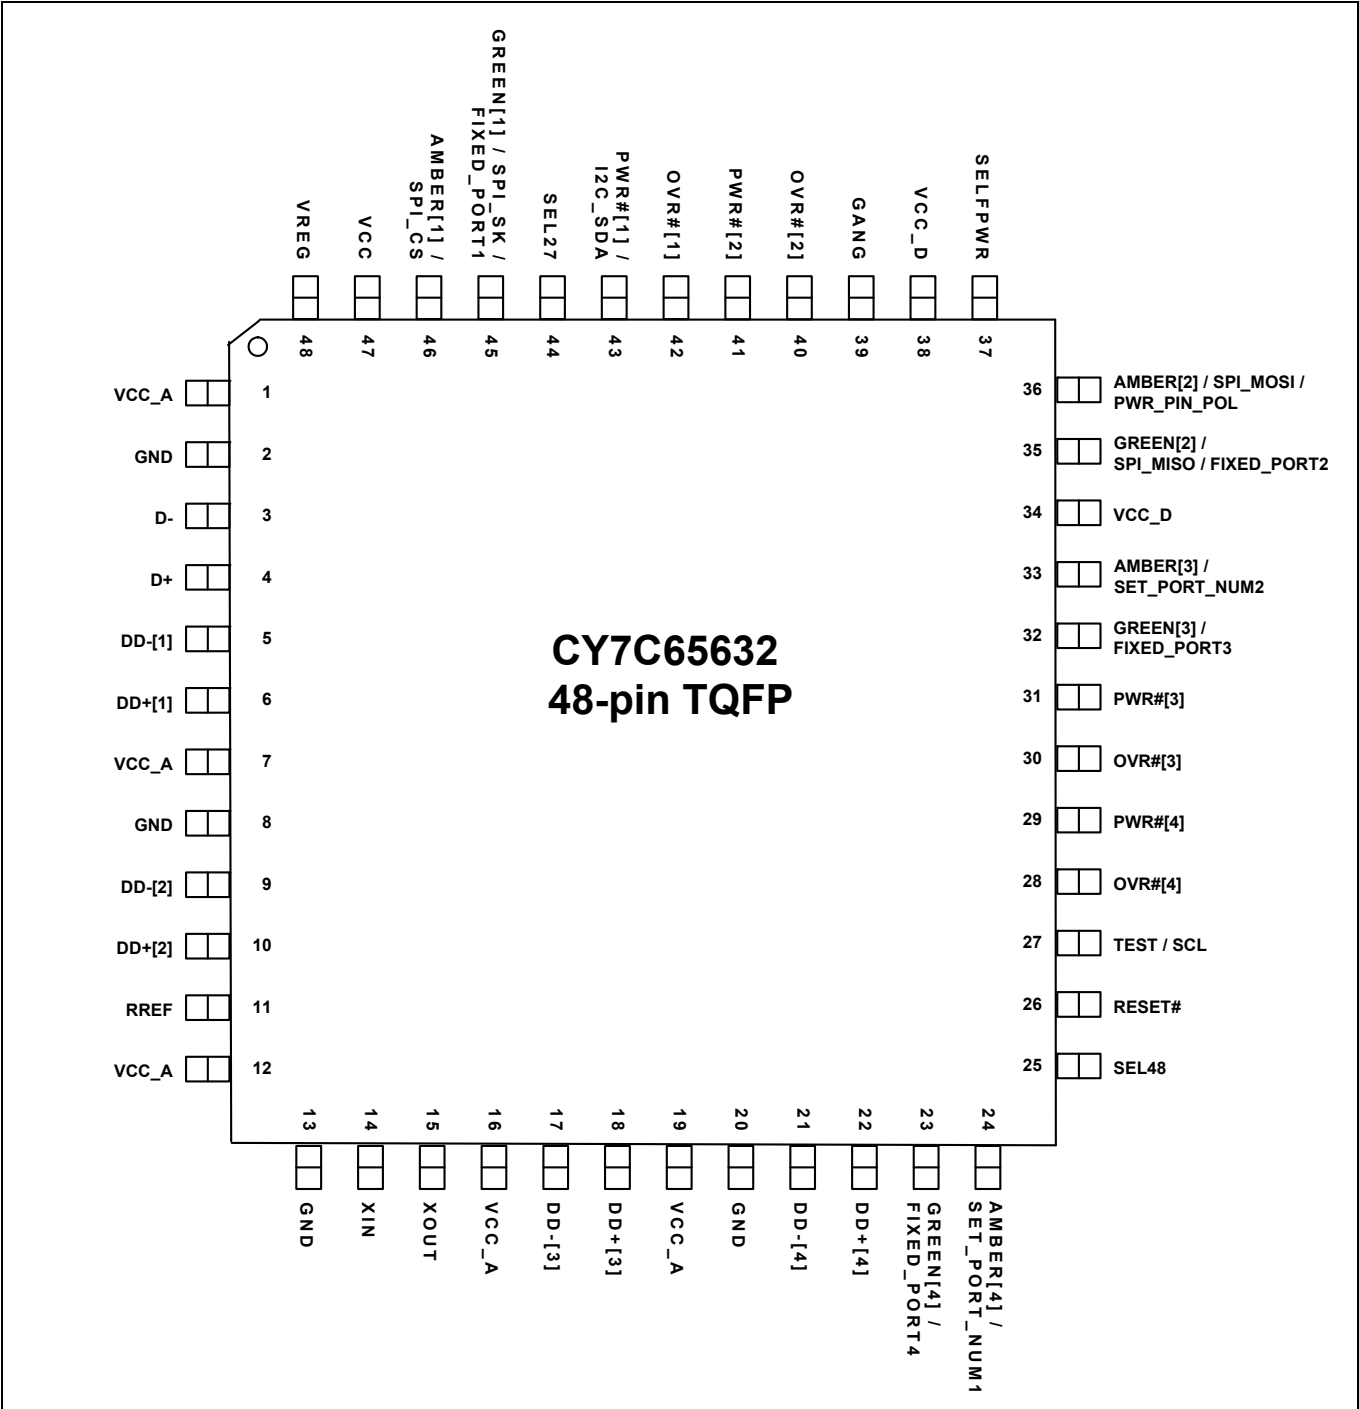 VREG
VCC
AMBER[1] /
SPI_CS
GREEN[1] / SPI_SK /
FIXED_PORT1
SEL27
PWR#[1] /
I2C_SDA
OVR#[1]
PWR#[2]
OVR#[2]
GANG
VCC_D
SELFPWR
48
47
46
45
44
43
42
41
40
39
38
37
VCC_A
1
GND
2
D-
3
D+
4
DD-[1]
5
DD+[1]
6
VCC_A
7
GND
8
DD-[2]
9
DD+[2]
10
RREF
11
VCC_A
12
CY7C65632
48-pin TQFP
36
AMBER[2] / SPI_MOSI /
PWR_PIN_POL
35
GREEN[2] /
SPI_MISO / FIXED_PORT2
34
VCC_D
33
AMBER[3] /
SET_PORT_NUM2
32
GREEN[3] /
FIXED_PORT3
31
PWR#[3]
30
OVR#[3]
29
PWR#[4]
28
OVR#[4]
27
TEST / SCL
26
RESET#
25
SEL48
13
14
15
16
17
18
19
20
21
22
23
24
GND
XIN
XOUT
VCC_A
DD-[3]
DD+[3]
VCC_A
GND
DD-[4]
DD+[4]
GREEN[4] /
FIXED_PORT4
AMBER[4] /
SET_PORT_NUM1